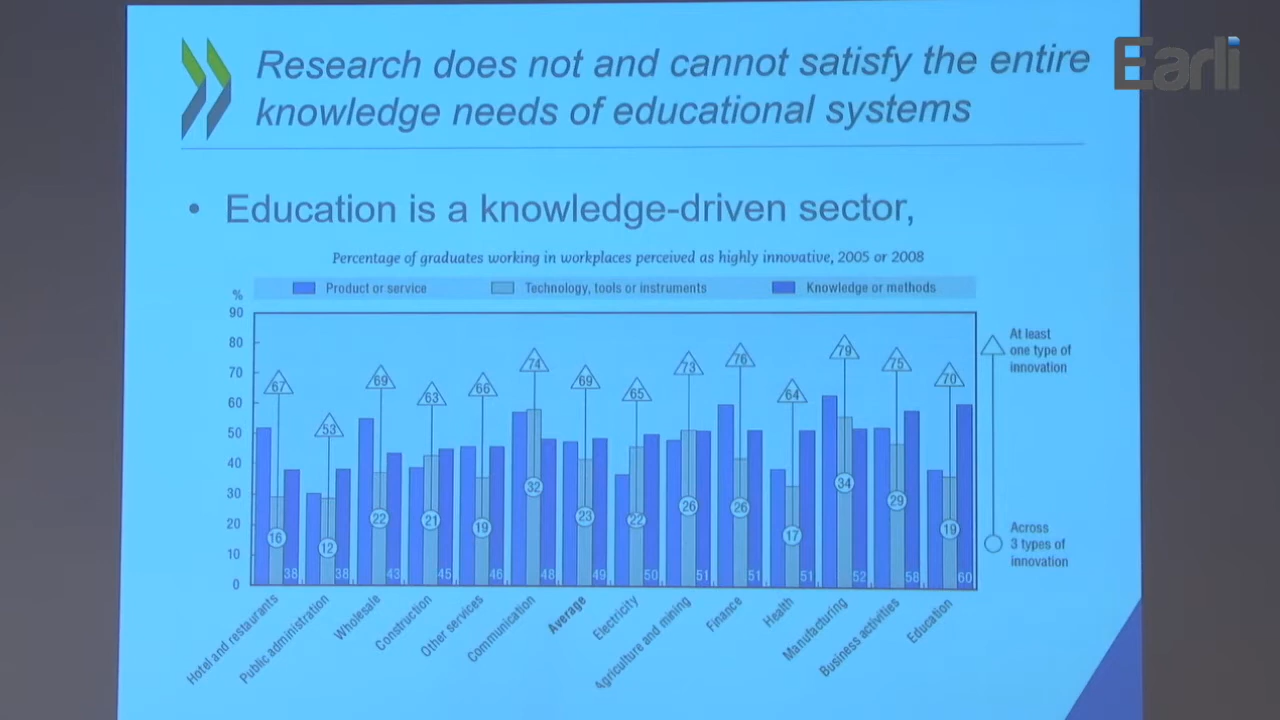 Research does not and cannot satisfy the entire
knowledge needs of educational systems
Earli
• Education is a knowledge-driven sector,
Percentage of graduates working in workplaces perceived as highly innovative, 2005 or 2008
%
Product or service
Technology, tools or instruments
Knowledge or methods
90
80
70
60
50
40
30
20
10
0
67
53
69
63
66
74
69
65
73
76
64
79
75
70
16
12
22
21
19
32
23
22
26
26
17
34
29
19
38
38
43
45
46
48
49
50
51
51
51
52
58
60
At least
one type of
innovation
Across
3 types of
innovation
Hotel and restaurants
Public administration
Wholesale
Construction
Other services
Communication
Average
Electricity
Agriculture and mining
Finance
Health
Manufacturing
Business activities
Education